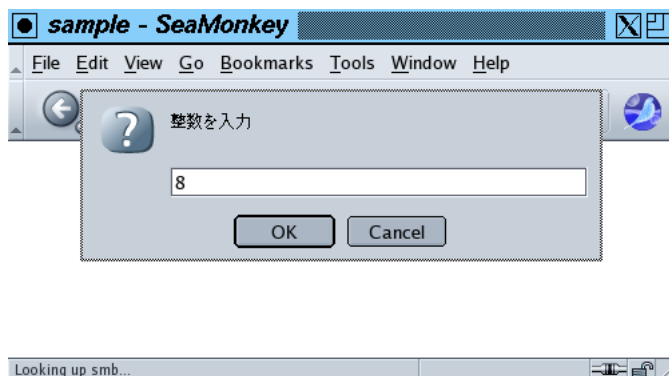 sample - SeaMonkey
File Edit View Go Bookmarks Tools Window Help
整数を入力
8
OK Cancel
Looking up smb...